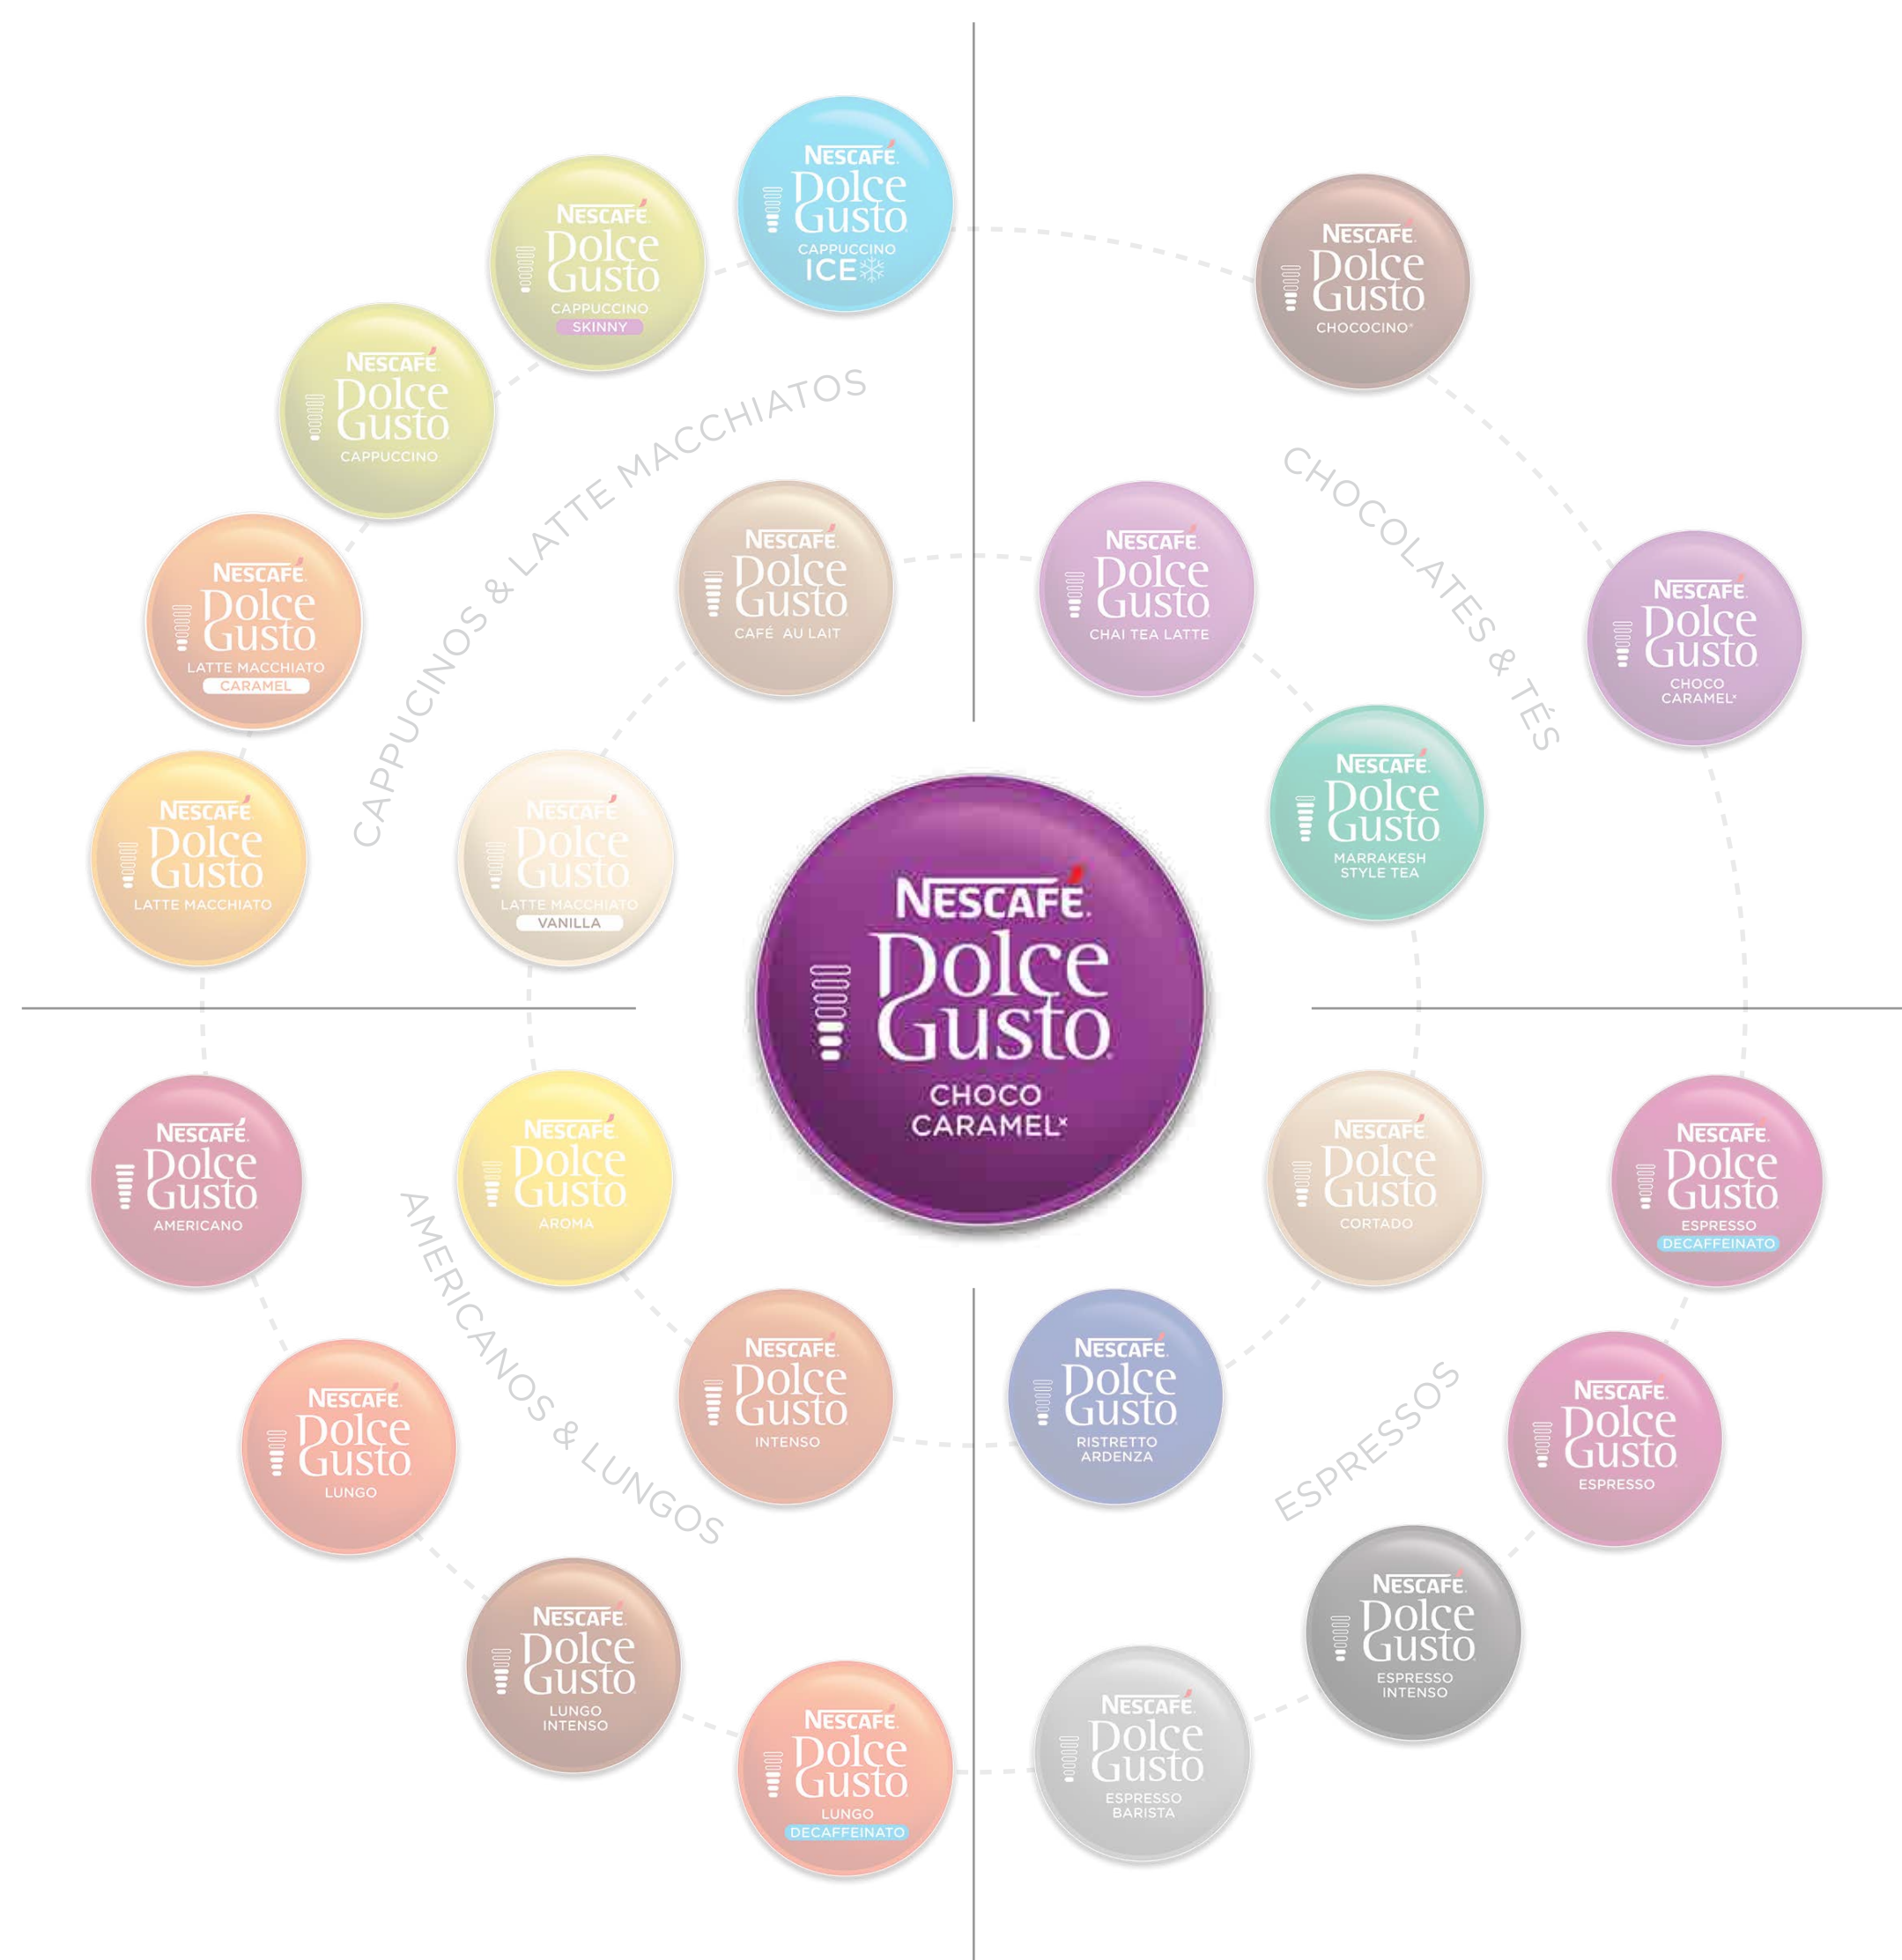 NESCAFÉ
Dolce
Gusto
CAPPUCCINO
ICE
NESCAFÉ
Dolce
Gusto
CAPPUCCINO
SKINNY
NESCAFÉ
Dolce
Gusto
CAPPUCCINO
NESCAFÉ
Dolce
Gusto
LATTE MACCHIATO
CARAMEL
NESCAFÉ
Dolce
Gusto
LATTE MACCHIATO
CAPPUCINOS & LATTE MACCHIATOS
NESCAFÉ
Dolce
Gusto
CAFÉ AU LAIT
NESCAFÉ
Dolce
Gusto
LATTE MACCHIATO
VANILLA
NESCAFÉ
Dolce
Gusto
CHOCOCINO®
NESCAFÉ
Dolce
Gusto
CHOCO
CARAMEL*
CHOCOLATES & TÉS
NESCAFÉ
Dolce
Gusto
CHAI TEA LATTE
NESCAFÉ
Dolce
Gusto
MARRAKESH
STYLE TEA
NESCAFÉ
Dolce
Gusto
CHOCO
CARAMEL*
NESCAFÉ
Dolce
Gusto
AMERICANO
NESCAFÉ
Dolce
Gusto
AROMA
NESCAFÉ
Dolce
Gusto
INTENSO
AMERICANOS & LUNGOS
NESCAFÉ
Dolce
Gusto
LUNGO
NESCAFÉ
Dolce
Gusto
LUNGO
INTENSO
NESCAFÉ
Dolce
Gusto
LUNGO
DECAFFEINATO
NESCAFÉ
Dolce
Gusto
CORTADO
NESCAFÉ
Dolce
Gusto
ESPRESSO
DECAFFEINATO
NESCAFÉ
Dolce
Gusto
RISTRETTO
ARDENZA
ESPRESSOS
NESCAFÉ
Dolce
Gusto
ESPRESSO
NESCAFÉ
Dolce
Gusto
ESPRESSO
INTENSO
NESCAFÉ
Dolce
Gusto
ESPRESSO
BARISTA